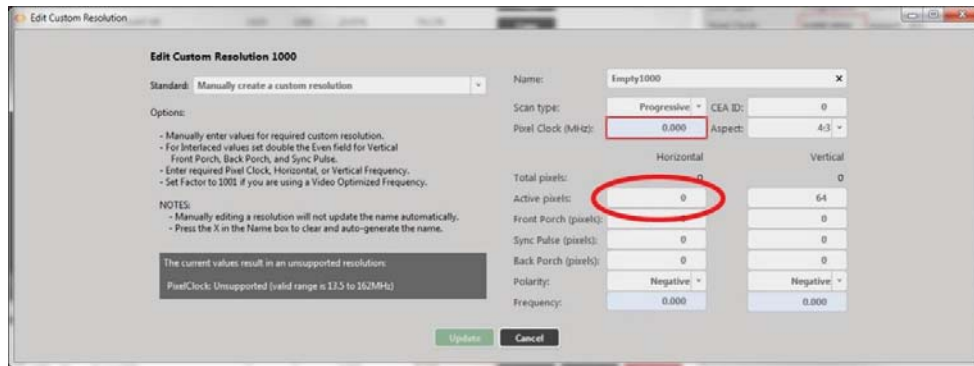 Edit Custom Resolution
Edit Custom Resolution 1000
Standard: Manually create a custom resolution
Options:
- Manually enter values for required custom resolution.
- For Interlaced values set double the Even field for Vertical
Front Porch, Back Porch, and Sync Pulse.
- Enter required Pixel Clock, Horizontal, or Vertical Frequency.
- Set Factor to 1001 if you are using a Video Optimized Frequency.
NOTES:
- Manually editing a resolution will not update the name automatically.
- Press the X in the Name box to clear and auto-generate the name.
The current values result in an unsupported resolution:
PixelClock: Unsupported (valid range is 13.5 to 162MHz)
Name: Empty1000 x
Scan type: Progressive CEA ID: 0
Pixel Clock (MHz): 0.000 Aspect: 4:3
Horizontal Vertical
Total pixels: 0 0
Active pixels: 0 64
Front Porch (pixels): 0 0
Sync Pulse (pixels): 0 0
Back Porch (pixels): 0 0
Polarity: Negative Negative
Frequency: 0.000 0.000
Update Cancel